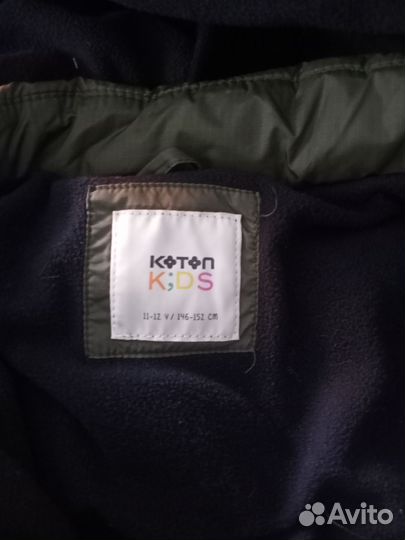 KOTON
K;DS
11-12 Y / 146-152 CM
Avito